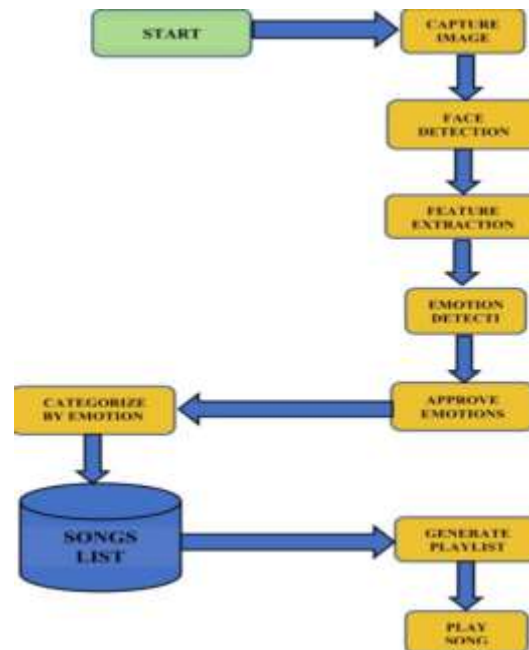 START
CAPTURE
IMAGE
FACE
DETECTION
FEATURE
EXTRACTION
EMOTION
DETECTI
APPROVE
EMOTIONS
CATEGORIZE
BY EMOTION
SONGS
LIST
GENERATE
PLAYLIST
PLAY
SONG